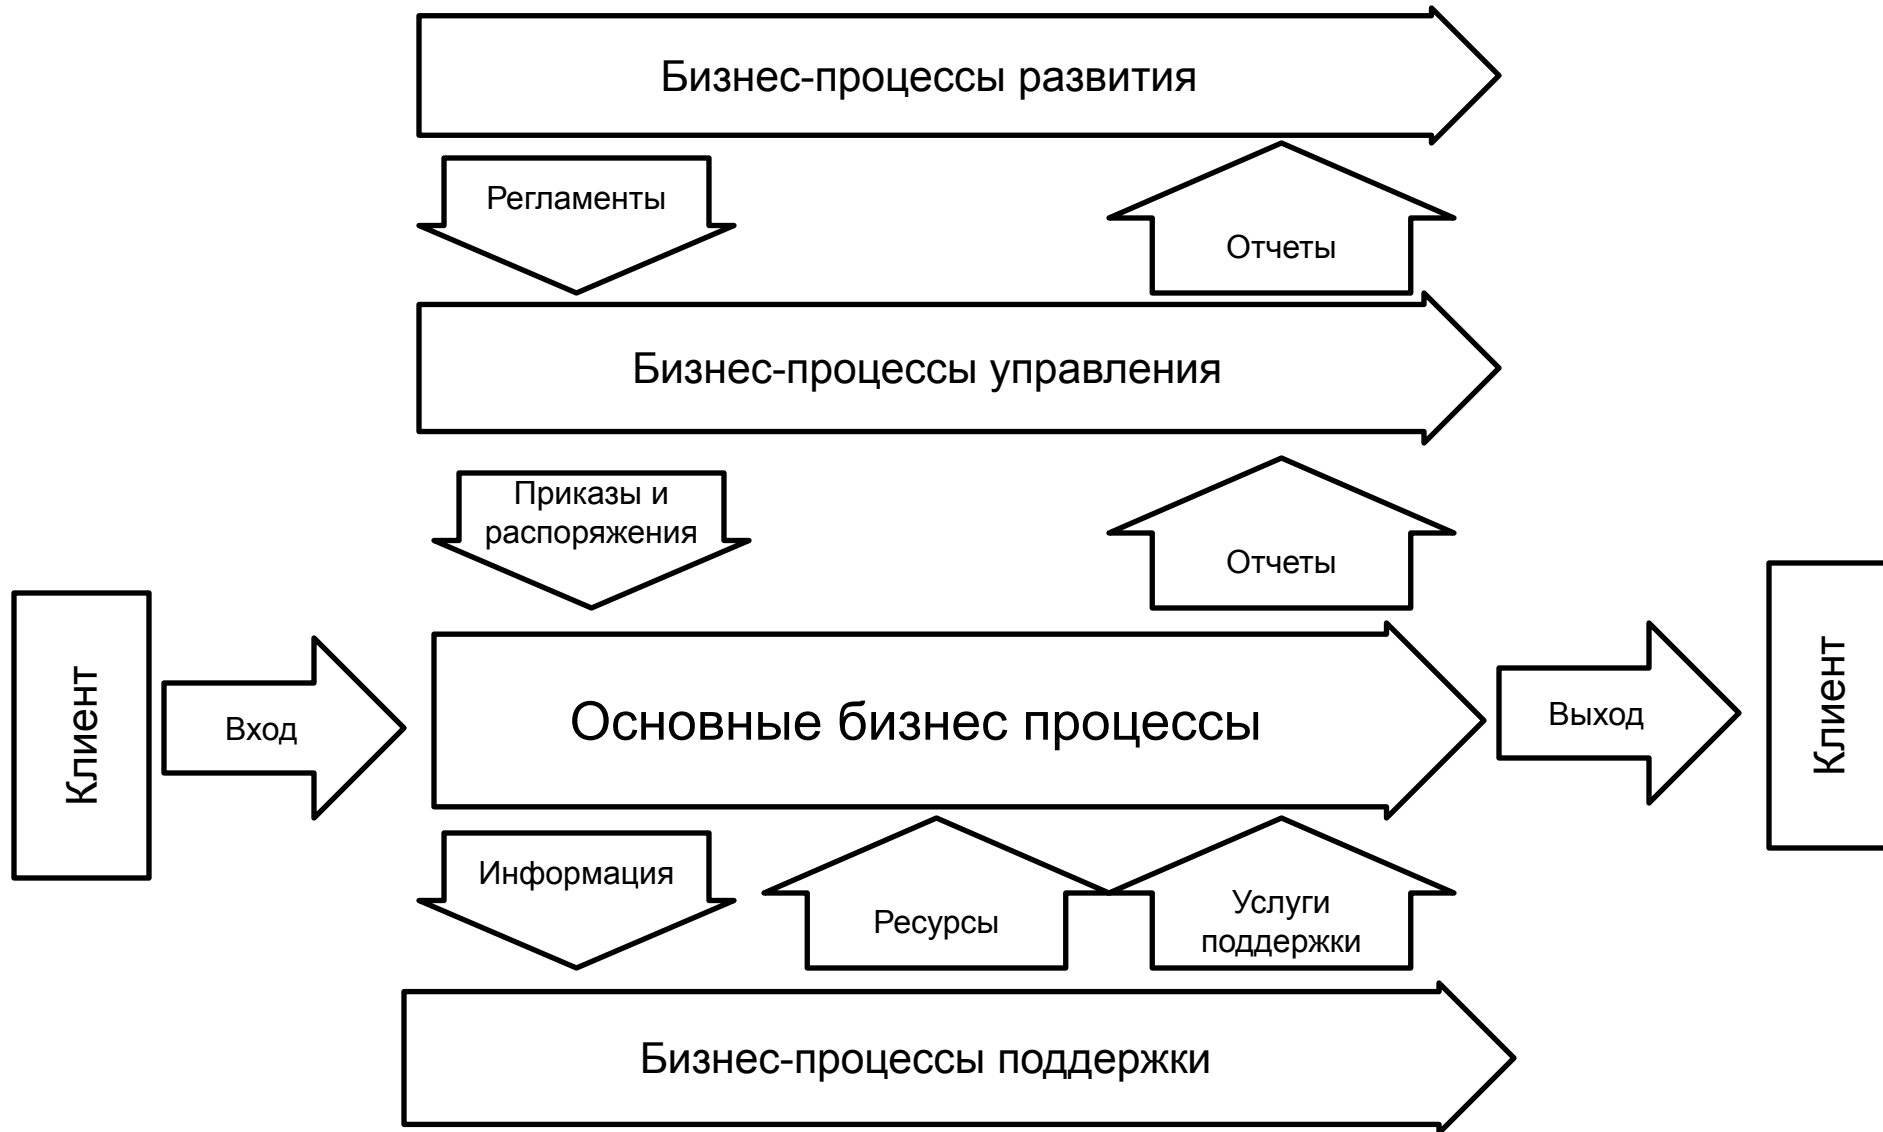 Бизнес-процессы развития
Регламенты
Отчеты
Бизнес-процессы управления
Приказы и
распоряжения
Отчеты
Клиент
Вход
Основные бизнес процессы
Выход
Клиент
Информация
Ресурсы
Услуги
поддержки
Бизнес-процессы поддержки